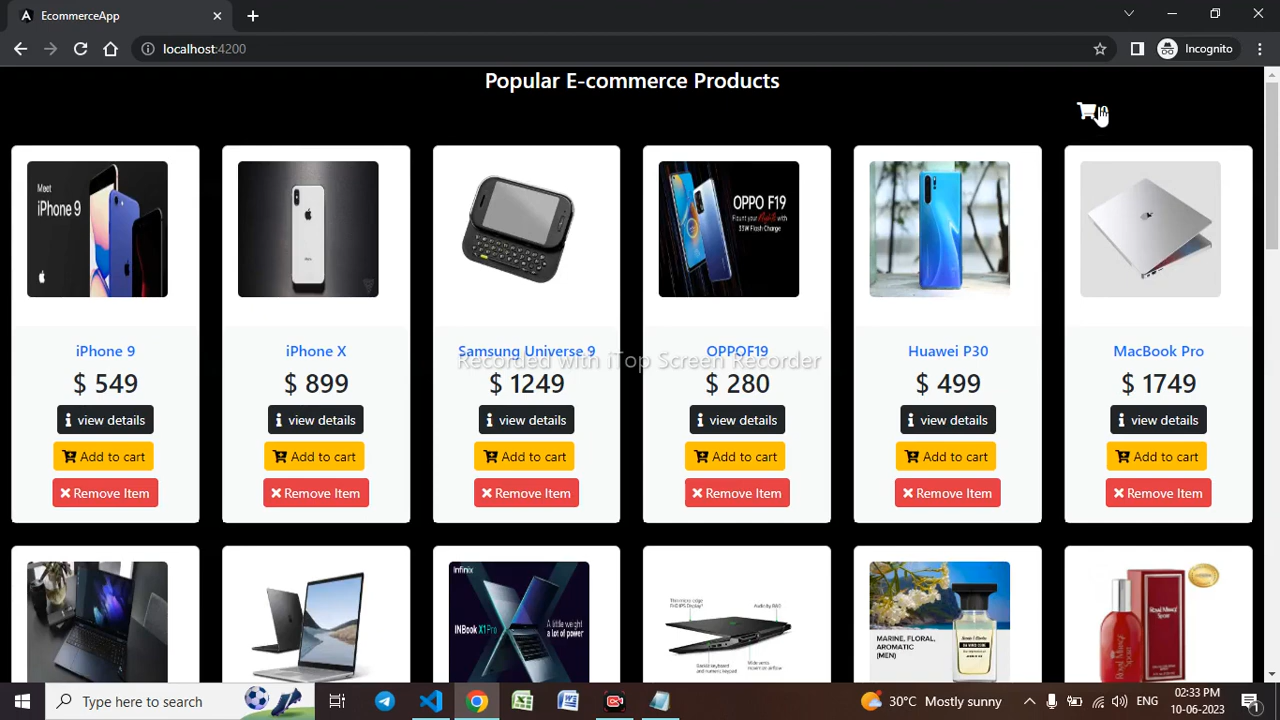 EcommerceApp
localhost:4200
Incognito
Popular E-commerce Products
Meet
iPhone 9
OPPO F19
Flaunt your Nights with
33W Flash Charge
iPhone 9
iPhone X
Samsung Universe 9
OPPOF19
Huawei P30
MacBook Pro
Recorded with iTop Screen Recorder
$ 549
$ 899
$ 1249
$ 280
$ 499
$ 1749
view details
view details
view details
view details
view details
view details
Add to cart
Add to cart
Add to cart
Add to cart
Add to cart
Add to cart
Remove Item
Remove Item
Remove Item
Remove Item
Remove Item
Remove Item
Infinix
INBook X1 Pro
A little weight
a lot of power
MARINE, FLORAL,
AROMATIC
(MEN)
Type here to search
30°C Mostly sunny
ENG
02:33 PM
10-06-2023
1